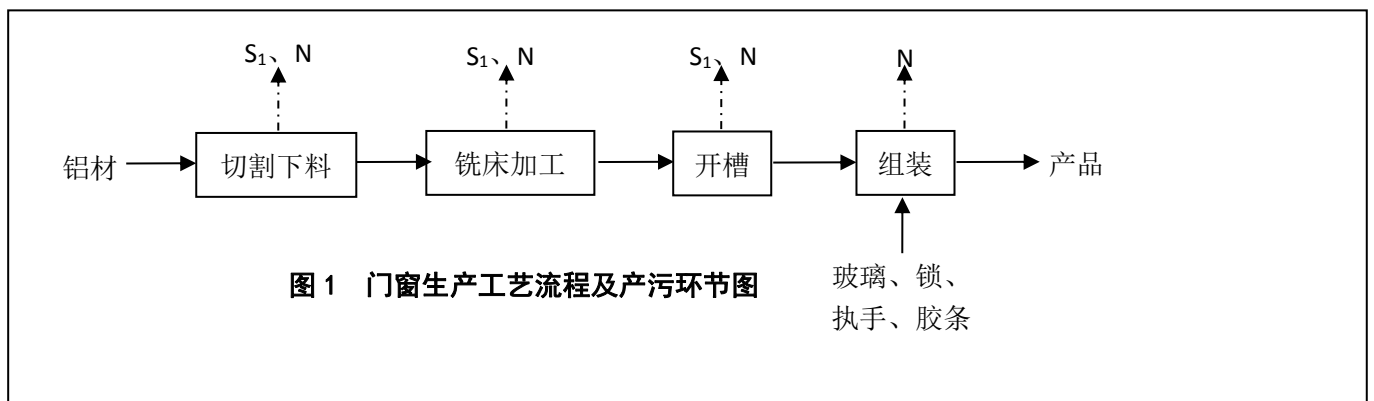 S₁、N
S₁、N
S₁、N
N
铝材
切割下料
铣床加工
开槽
组装
产品
玻璃、锁、
执手、胶条
图 1 门窗生产工艺流程及产污环节图